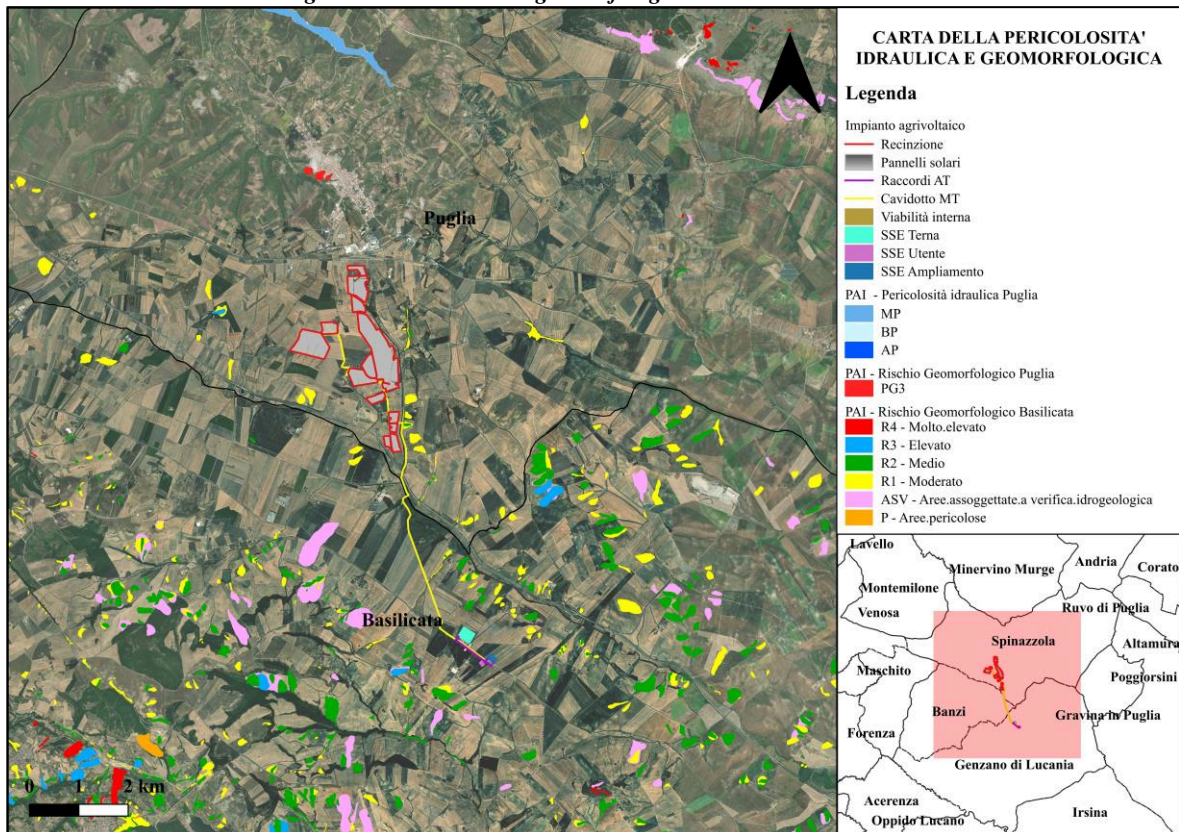 CARTA DELLA PERICOLOSITA'
IDRAULICA E GEOMORFOLOGICA
Legenda
Impianto agrivoltaico
Recinzione
Pannelli solari
Raccordi AT
Cavidotto MT
Viabilità interna
SSE Terna
SSE Utente
SSE Ampliamento
PAI - Pericolosità idraulica Puglia
MP
BP
AP
PAI - Rischio Geomorfologico Puglia
PG3
PAI - Rischio Geomorfologico Basilicata
R4 - Molto.elevato
R3 - Elevato
R2 - Medio
R1 - Moderato
ASV - Aree.assoggettate.a verifica.idrogeologica
P - Aree.pericolose
Puglia
Basilicata
0 1 2 km
Lavello
Minervino Murge
Andria
Corato
Montemilone
Venosa
Ruvo di Puglia
Spinazzola
Altamura
Maschito
Poggiorsini
Banzi
Gravina in Puglia
Forenza
Genzano di Lucania
Acerenza
Irsina
Oppido Lucano